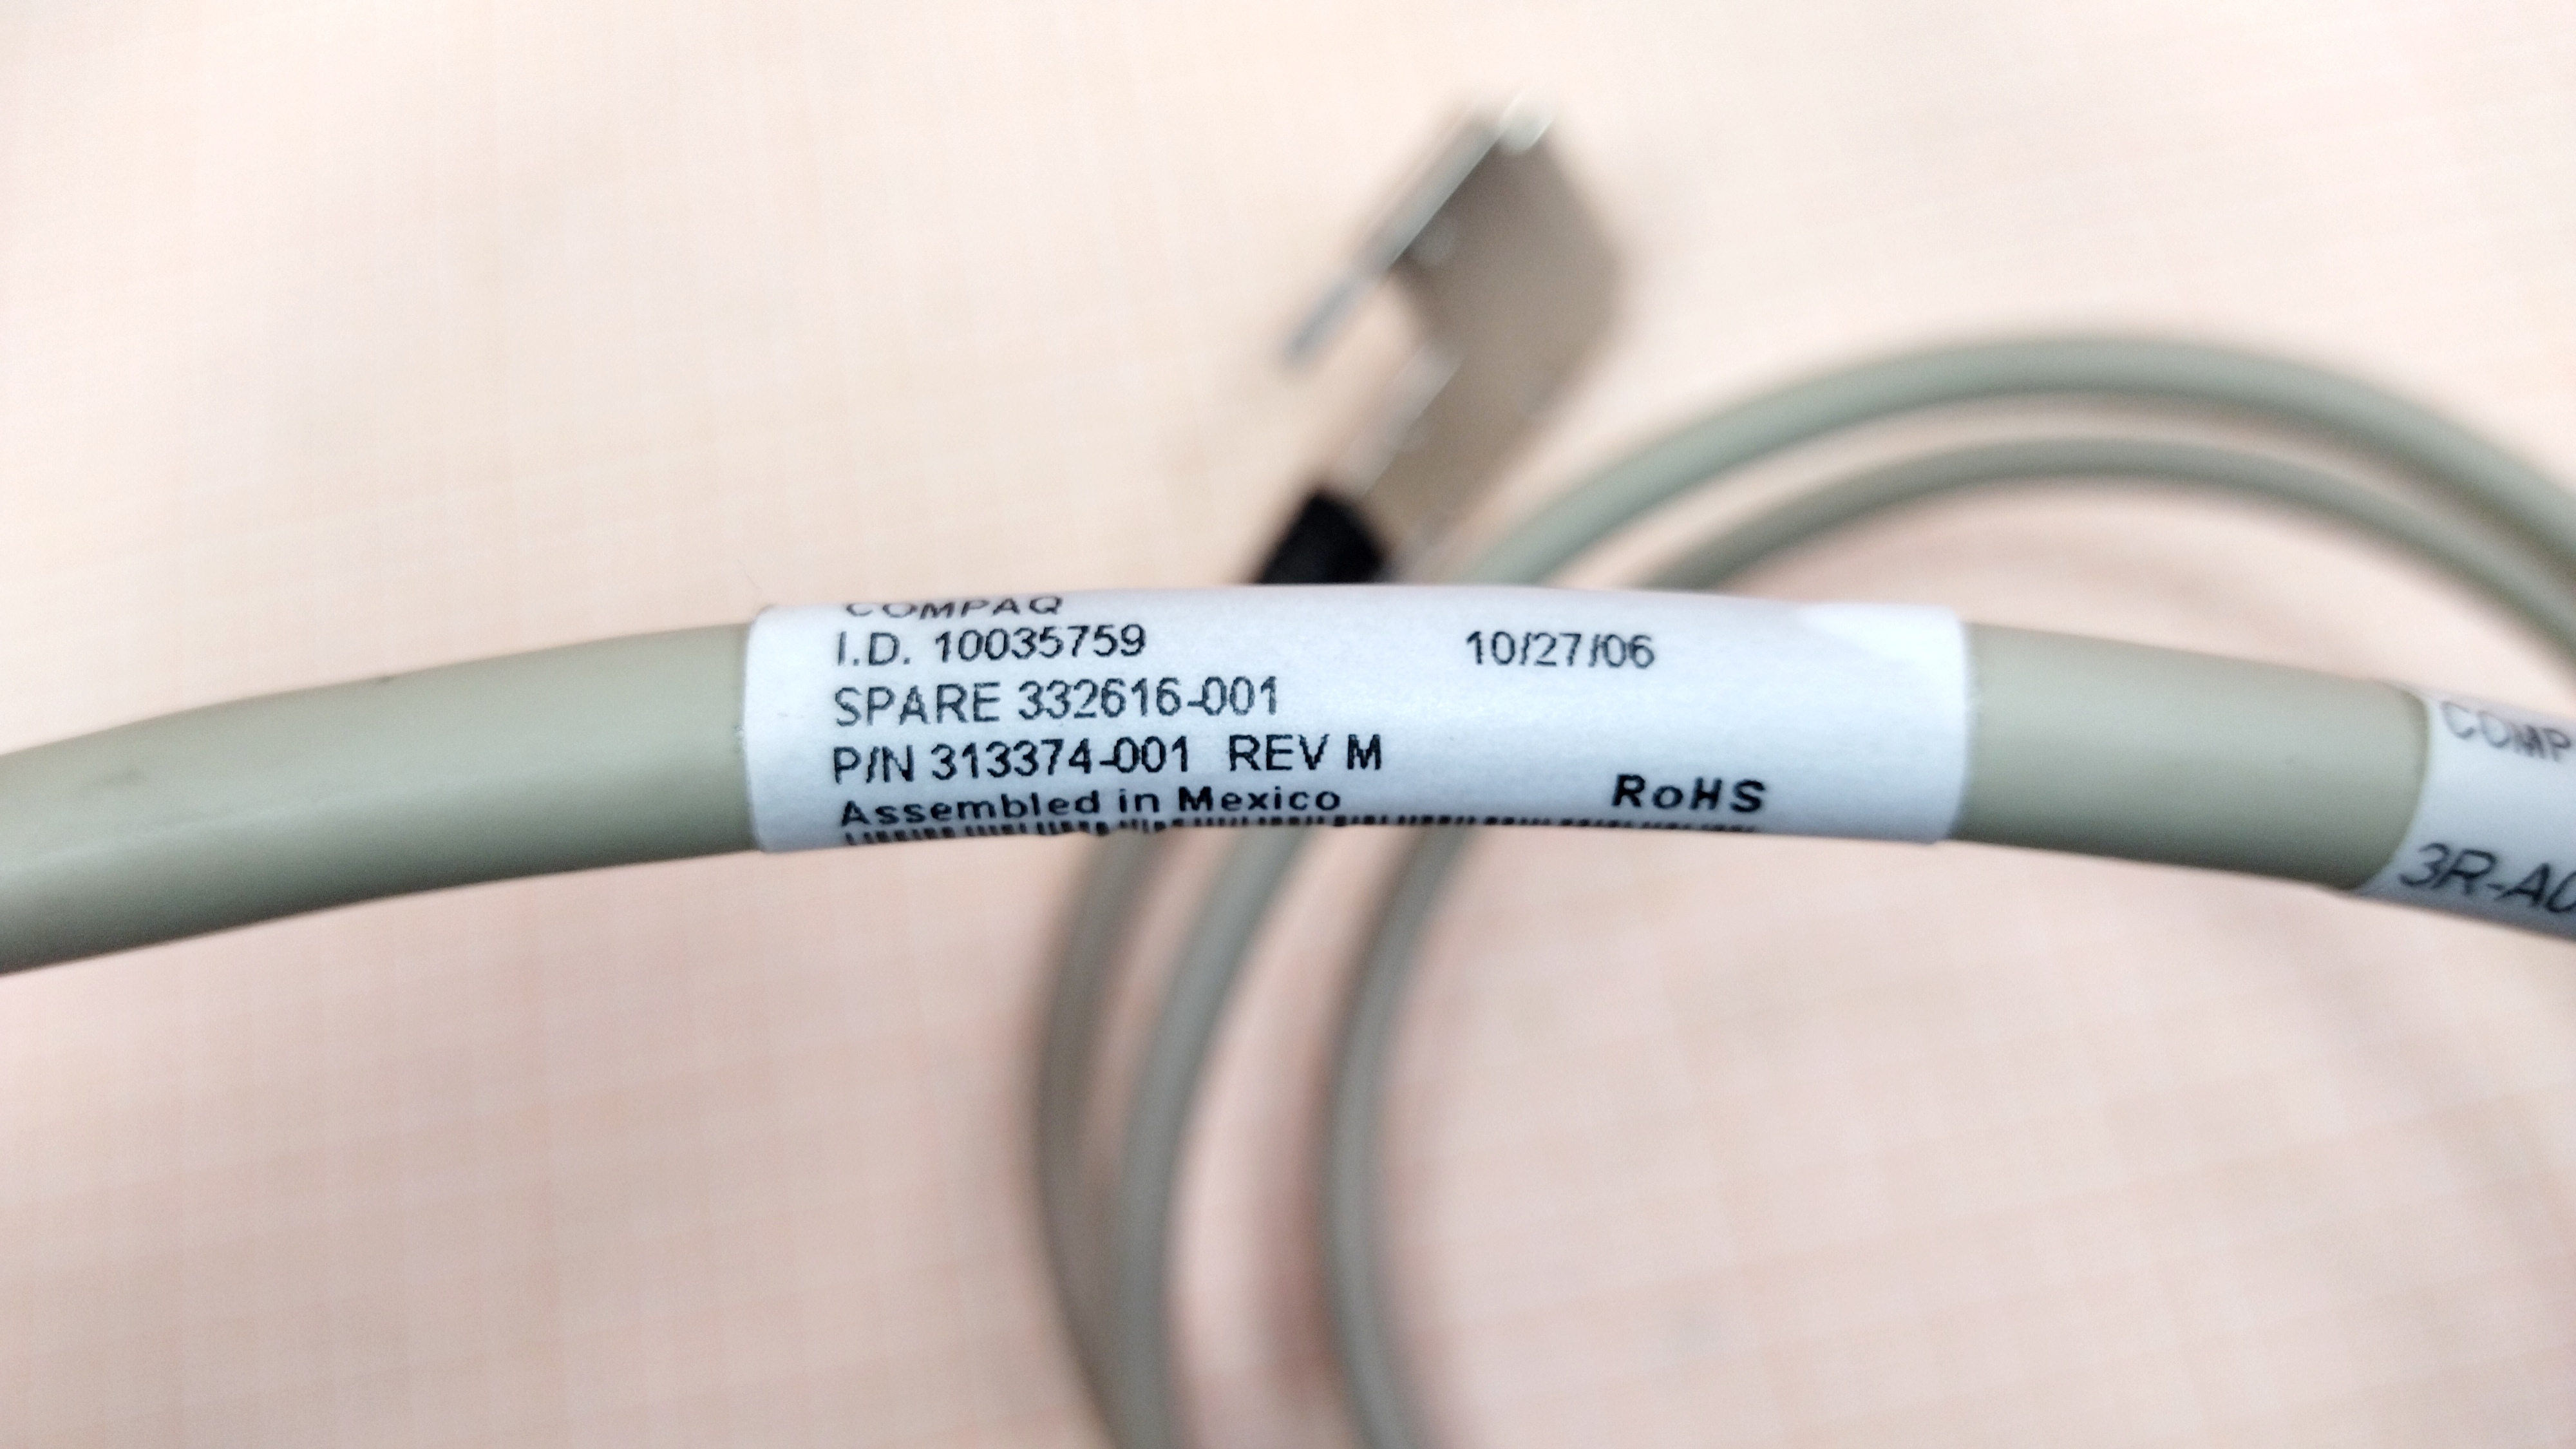 COMPAQ
I.D. 10035759 10/27/06
SPARE 332616-001
P/N 313374-001 REV M
Assembled in Mexico RoHS
COMP
3R-A0